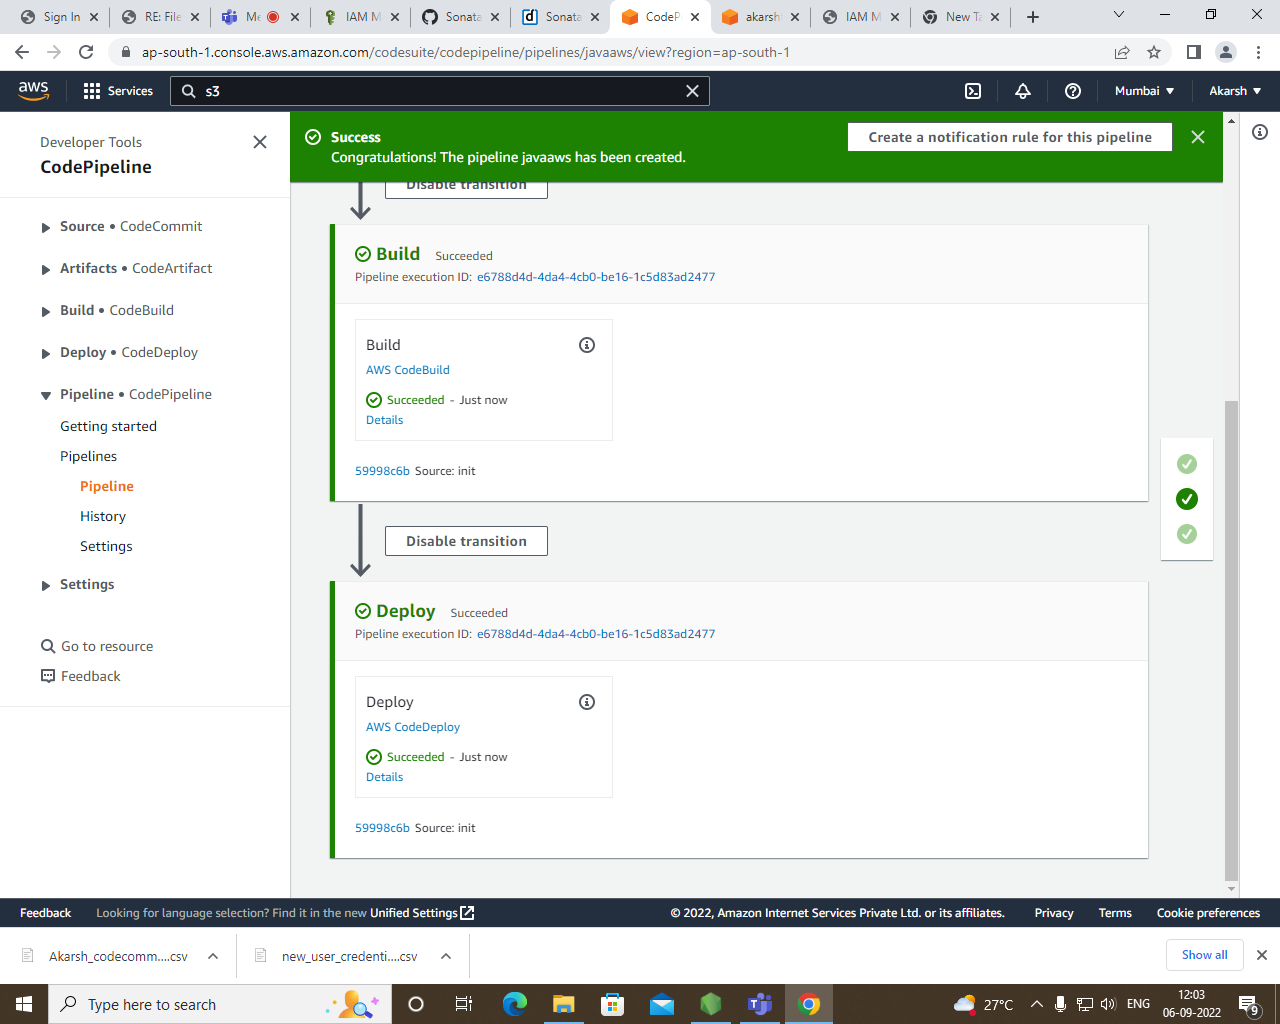 Sign In
RE: File
Me
IAM M
Sonata
Sonata
CodeP
akarsh
IAM M
New Ta
ap-south-1.console.aws.amazon.com/codesuite/codepipeline/pipelines/javaaws/view?region=ap-south-1
aws
Services
s3
Mumbai
Akarsh
Developer Tools
CodePipeline
Source • CodeCommit
Artifacts • CodeArtifact
Build • CodeBuild
Deploy • CodeDeploy
Pipeline • CodePipeline
Getting started
Pipelines
Pipeline
History
Settings
Settings
Go to resource
Feedback
Success
Congratulations! The pipeline javaaws has been created.
Create a notification rule for this pipeline
Disable transition
Build Succeeded
Pipeline execution ID: e6788d4d-4da4-4cb0-be16-1c5d83ad2477
Build
AWS CodeBuild
Succeeded - Just now
Details
59998c6b Source: init
Disable transition
Deploy Succeeded
Pipeline execution ID: e6788d4d-4da4-4cb0-be16-1c5d83ad2477
Deploy
AWS CodeDeploy
Succeeded - Just now
Details
59998c6b Source: init
Feedback
Looking for language selection? Find it in the new Unified Settings
© 2022, Amazon Internet Services Private Ltd. or its affiliates.
Privacy
Terms
Cookie preferences
Akarsh_codecomm....csv
new_user_credenti....csv
Show all
Type here to search
27°C
ENG
12:03
06-09-2022
9